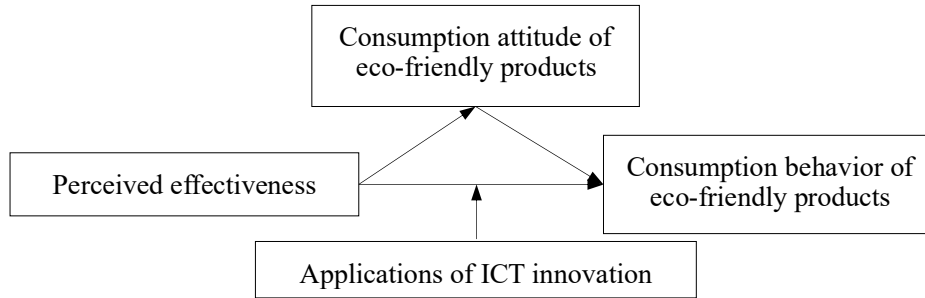 Consumption attitude of
eco-friendly products
Perceived effectiveness
Consumption behavior of
eco-friendly products
Applications of ICT innovation